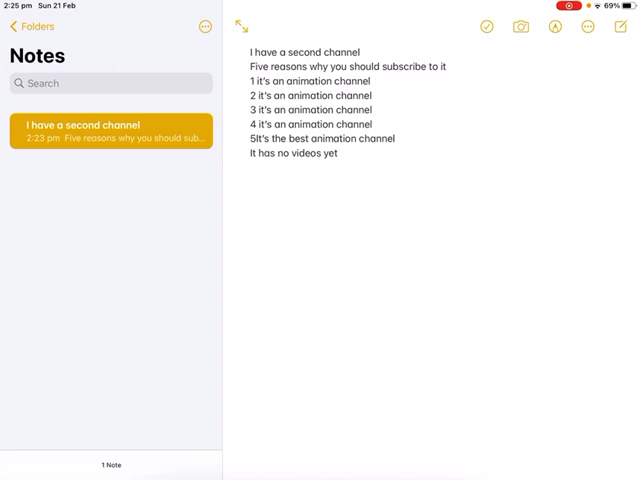 2:25 pm Sun 21 Feb
69%
Folders
Notes
Search
I have a second channel
2:23 pm Five reasons why you should sub...
1 Note
I have a second channel
Five reasons why you should subscribe to it
1 it's an animation channel
2 it's an animation channel
3 it's an animation channel
4 it's an animation channel
5It's the best animation channel
It has no videos yet